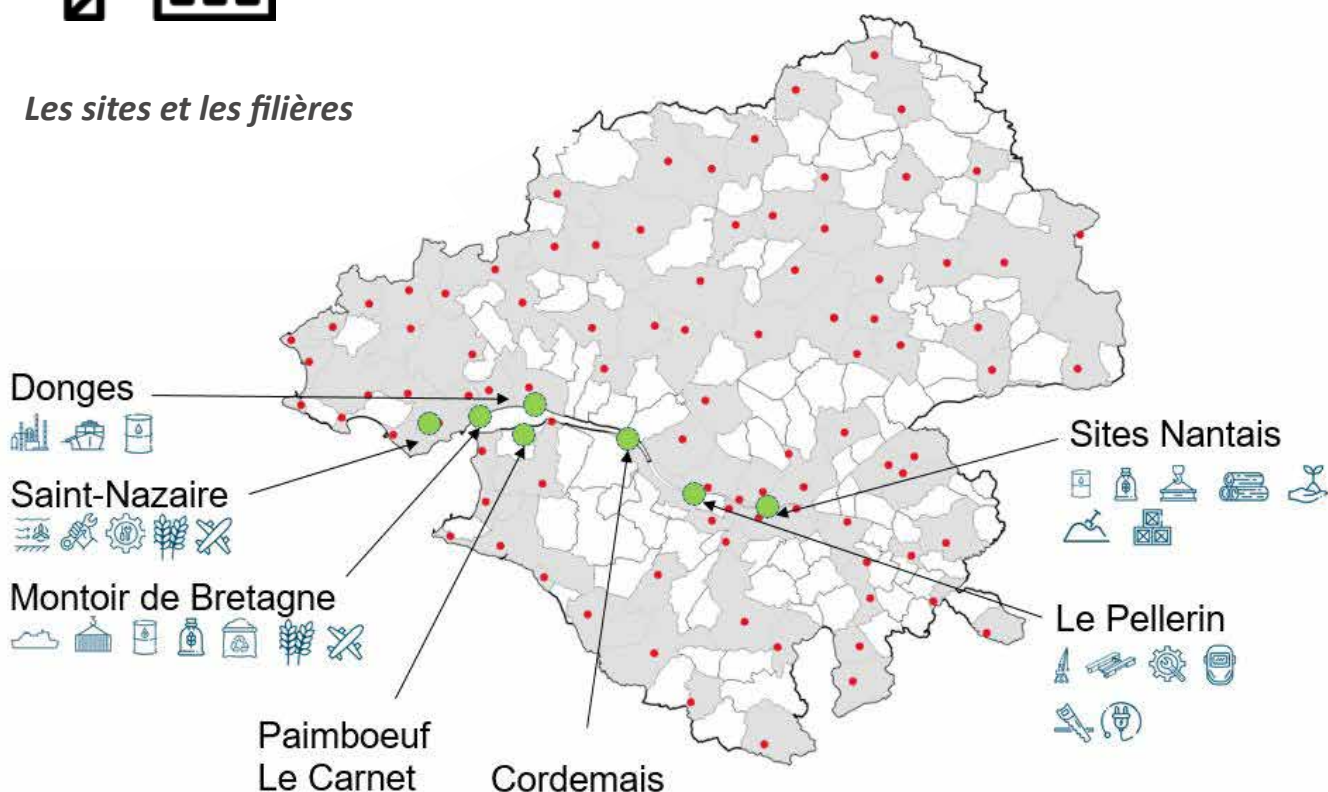 Les sites et les filières
Donges
Saint-Nazaire
Montoir de Bretagne
Paimboeuf
Le Carnet
Cordemais
Sites Nantais
Le Pellerin